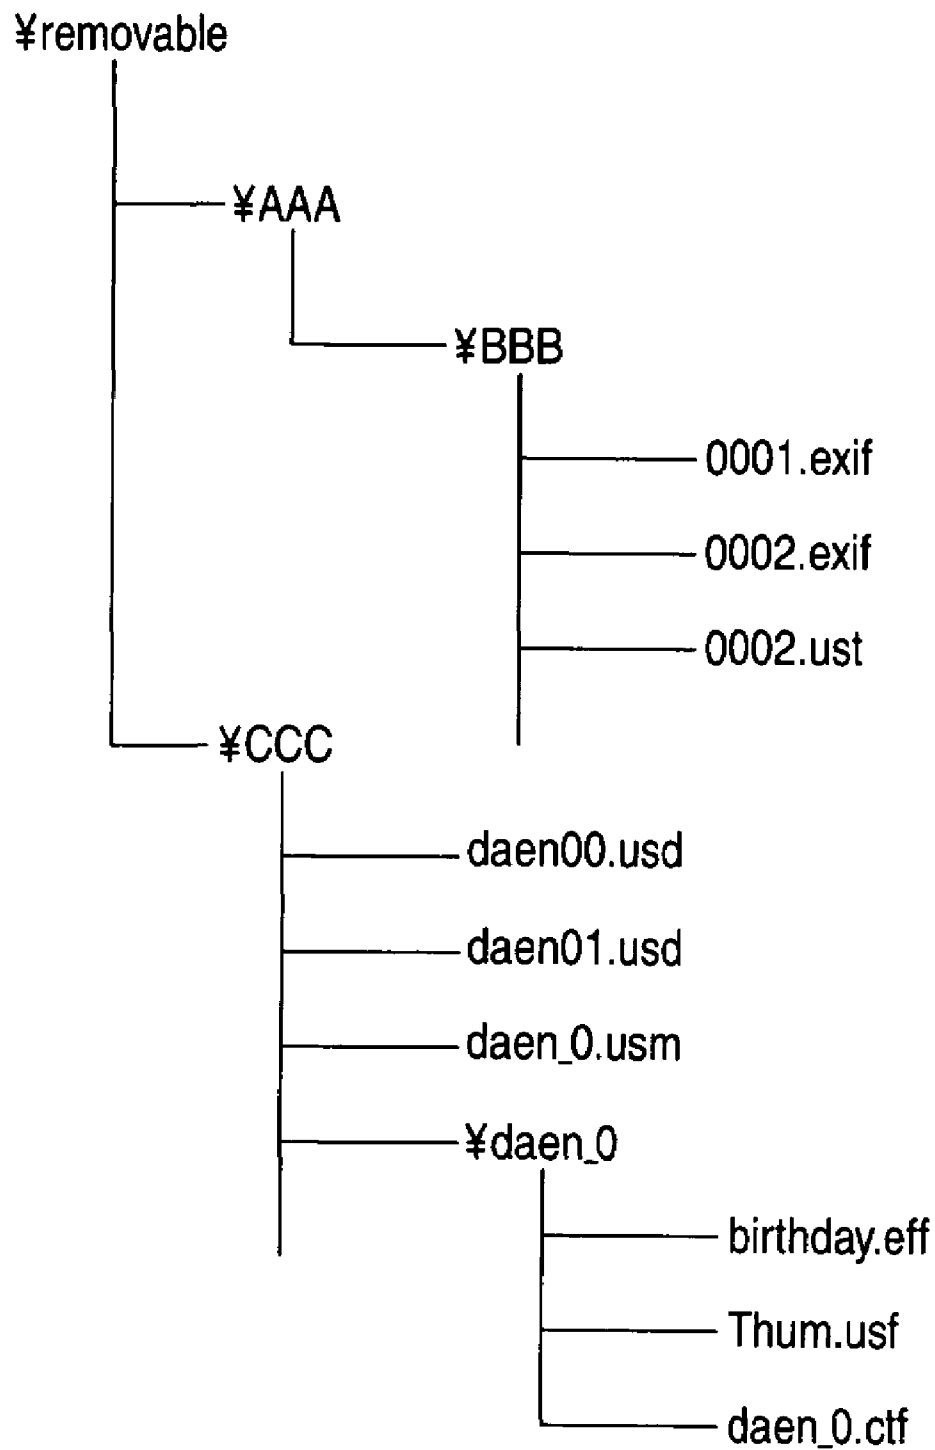 ¥removable
¥AAA
¥BBB
0001.exif
0002.exif
0002.ust
¥CCC
daen00.usd
daen01.usd
daen_0.usm
¥daen_0
birthday.eff
Thum.usf
daen_0.ctf